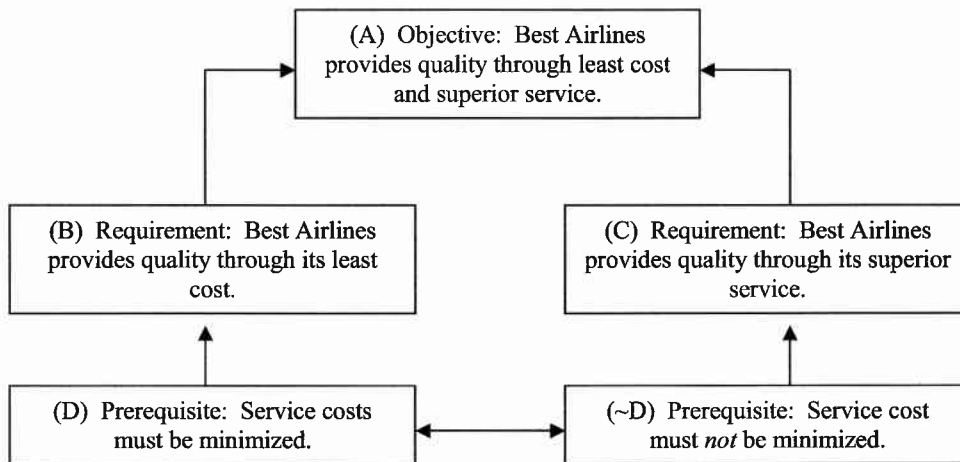 (A) Objective: Best Airlines
provides quality through least cost
and superior service.
(B) Requirement: Best Airlines
provides quality through its least
cost.
(C) Requirement: Best Airlines
provides quality through its superior
service.
(D) Prerequisite: Service costs
must be minimized.
(~D) Prerequisite: Service cost
must not be minimized.